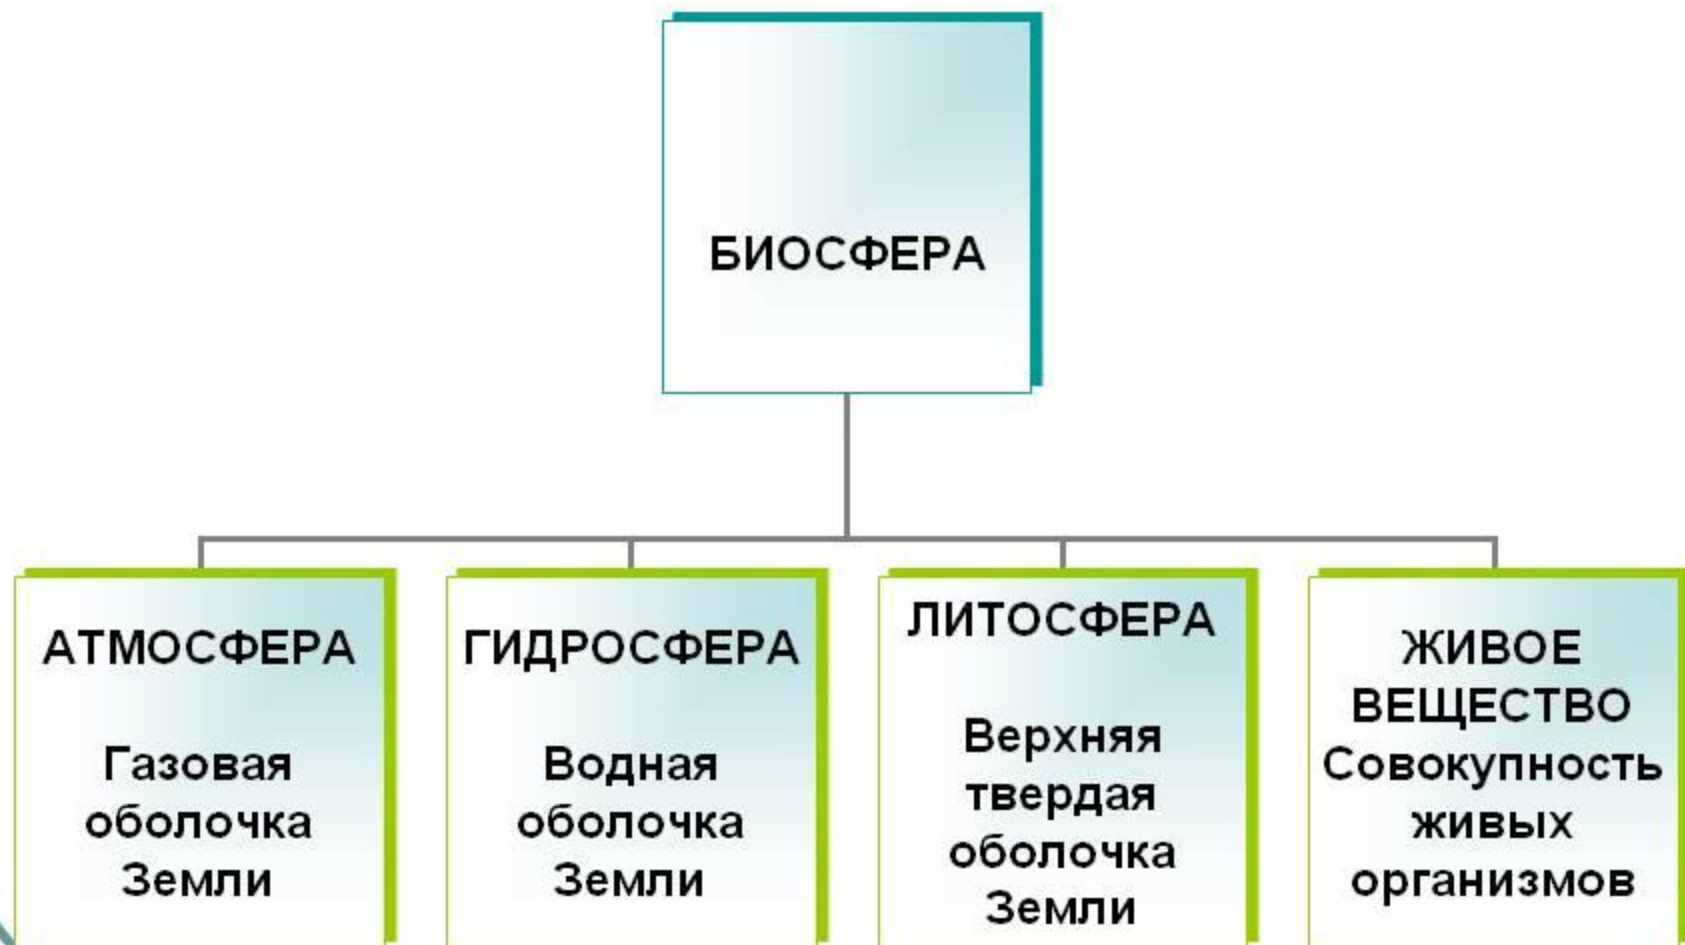 БИОСФЕРА
АТМОСФЕРА
Газовая
оболочка
Земли
ГИДРОСФЕРА
Водная
оболочка
Земли
ЛИТОСФЕРА
Верхняя
твердая
оболочка
Земли
ЖИВОЕ
ВЕЩЕСТВО
Совокупность
живых
организмов